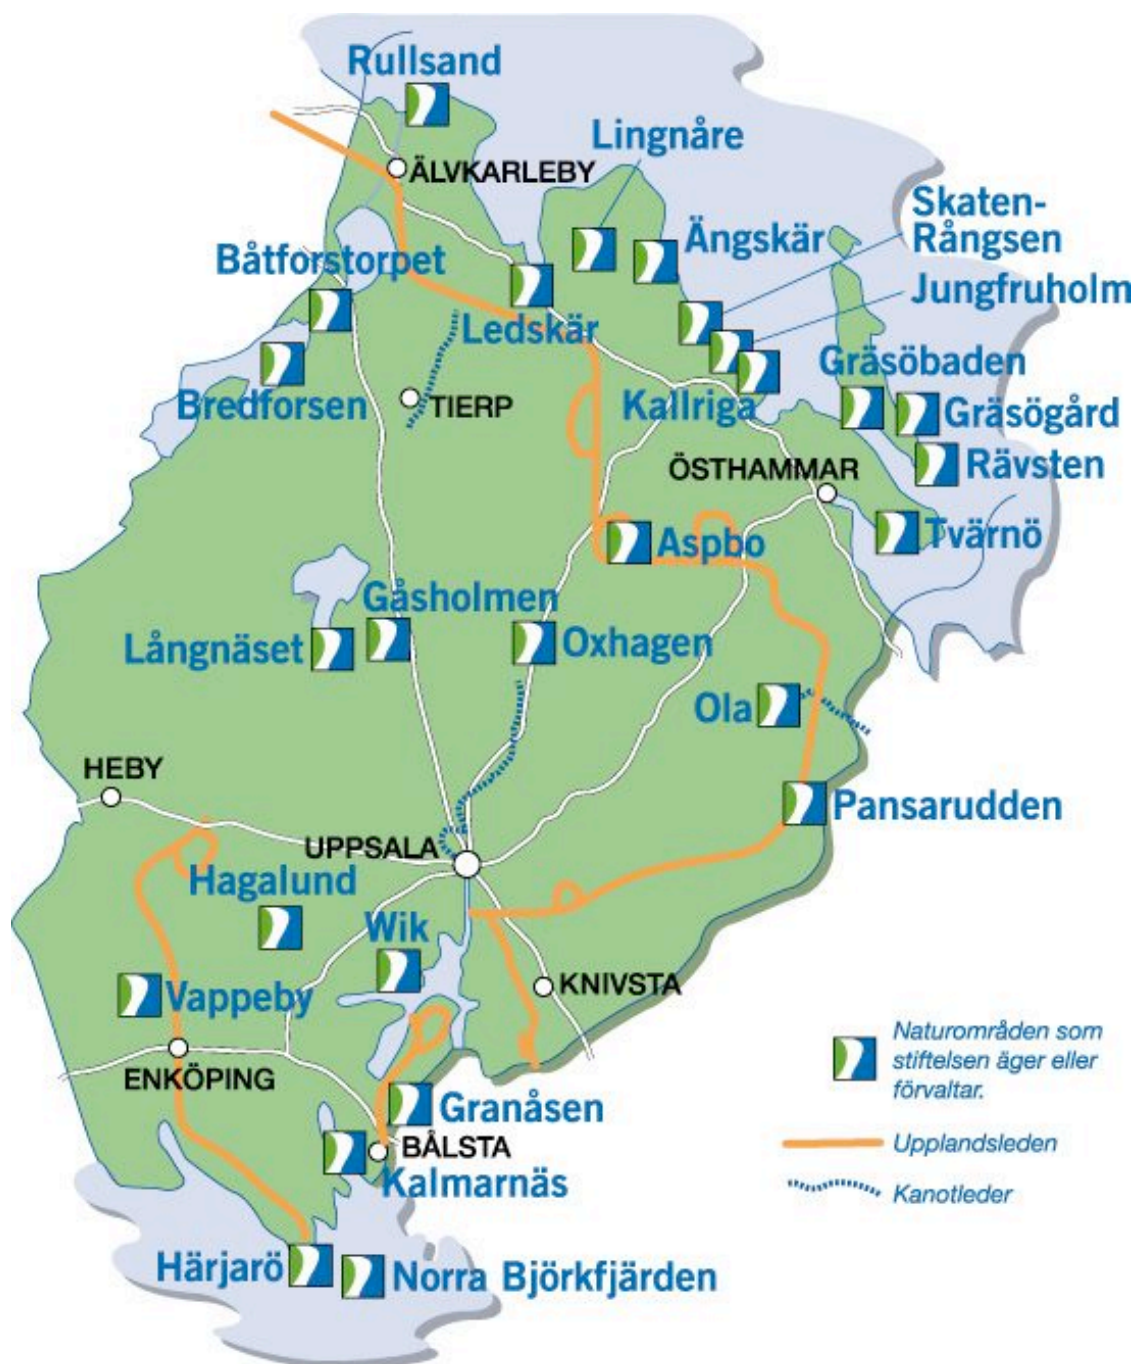 Rullsand
Lingnåre
ÄLVKARLEBY
Skaten-
Rångsen
Ängskär
Båtforstorpet
Jungfruholm
Ledskär
Gräsöbaden
Bredforsen
TIERP
Kallriga
Gräsögård
ÖSTHAMMAR
Rävsten
Tvärnö
Aspbo
Gåsholmen
Långnäset
Oxhagen
Ola
HEBY
Pansarudden
UPPSALA
Hagalund
Wik
KNIVSTA
Vappeby
Naturområden som
stiftelsen äger eller
förvaltar.
ENKÖPING
Granåsen
BÅLSTA
Upplandsleden
Kalmarnäs
Kanotleder
Härjarö
Norra Björkfjärden